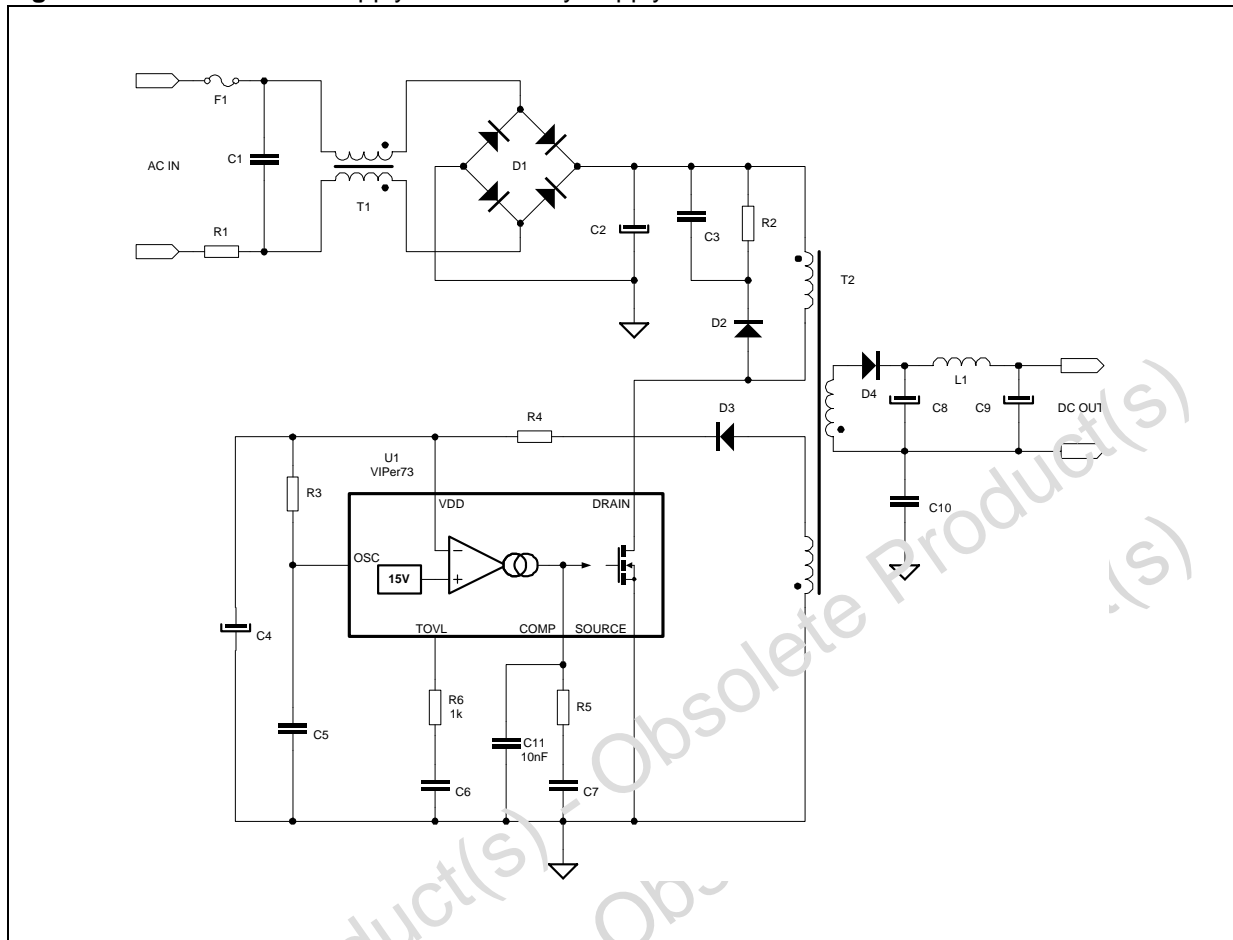 F1
AC IN
C1
T1
R1
D1
C2
C3
R2
D2
T2
D4
L1
C8
C9
DC OUT
C10
R4
D3
U1
VIPer73
R3
VDD
DRAIN
OSC
15V
TOVL
COMP
SOURCE
C4
C5
R6
1k
C6
C11
10nF
R5
C7
Obsolete Product(s)